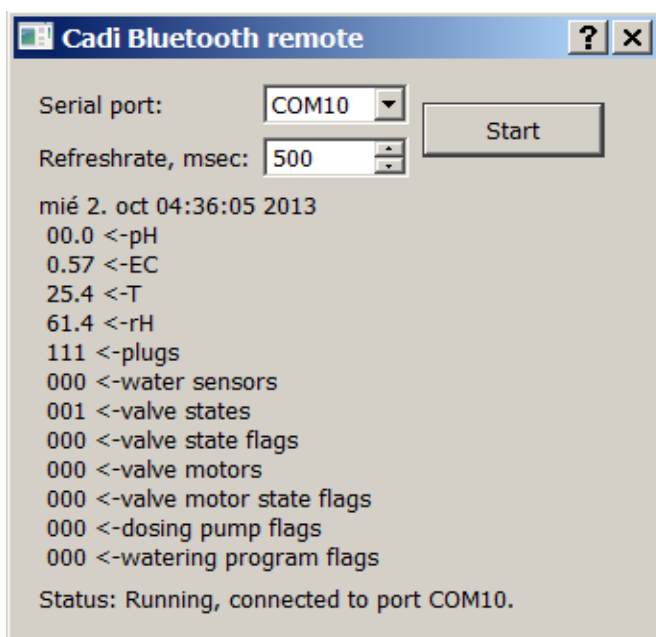 Cadi Bluetooth remote
Serial port: COM10
Start
Refreshrate, msec: 500
mié 2. oct 04:36:05 2013
00.0 <-pH
0.57 <-EC
25.4 <-T
61.4 <-rH
111 <-plugs
000 <-water sensors
001 <-valve states
000 <-valve state flags
000 <-valve motors
000 <-valve motor state flags
000 <-dosing pump flags
000 <-watering program flags
Status: Running, connected to port COM10.